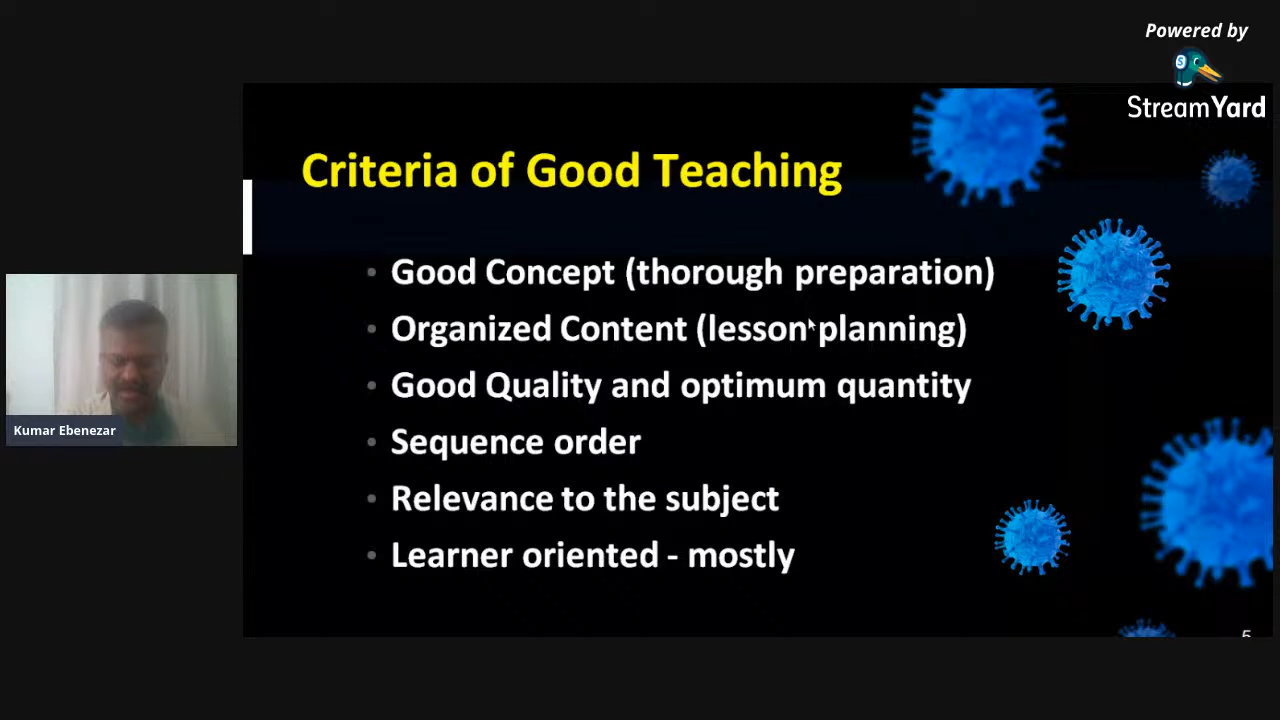 Powered by
StreamYard
Criteria of Good Teaching
• Good Concept (thorough preparation)
• Organized Content (lesson planning)
• Good Quality and optimum quantity
• Sequence order
• Relevance to the subject
• Learner oriented - mostly
Kumar Ebenezar
5